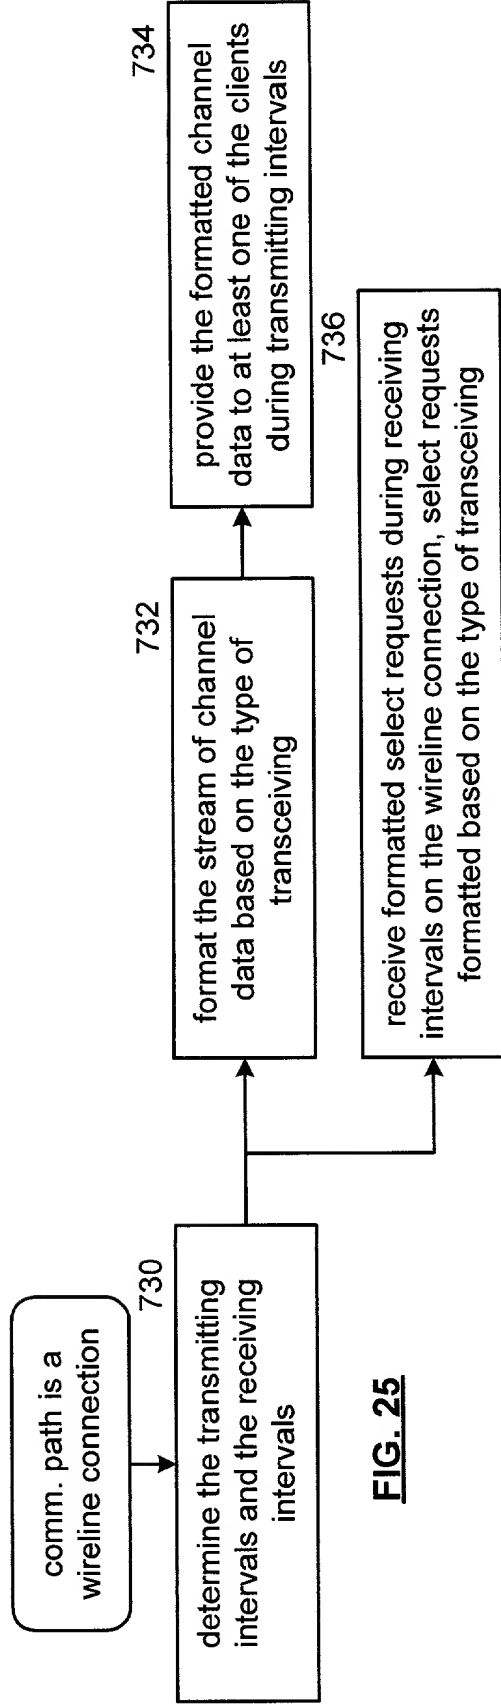 comm. path is a
wireline connection
730
determine the transmitting
intervals and the receiving
intervals
732
format the stream of channel
data based on the type of
transceiving
734
provide the formatted channel
data to at least one of the clients
during transmitting intervals
736
receive formatted select requests during receiving
intervals on the wireline connection, select requests
formatted based on the type of transceiving
FIG. 25